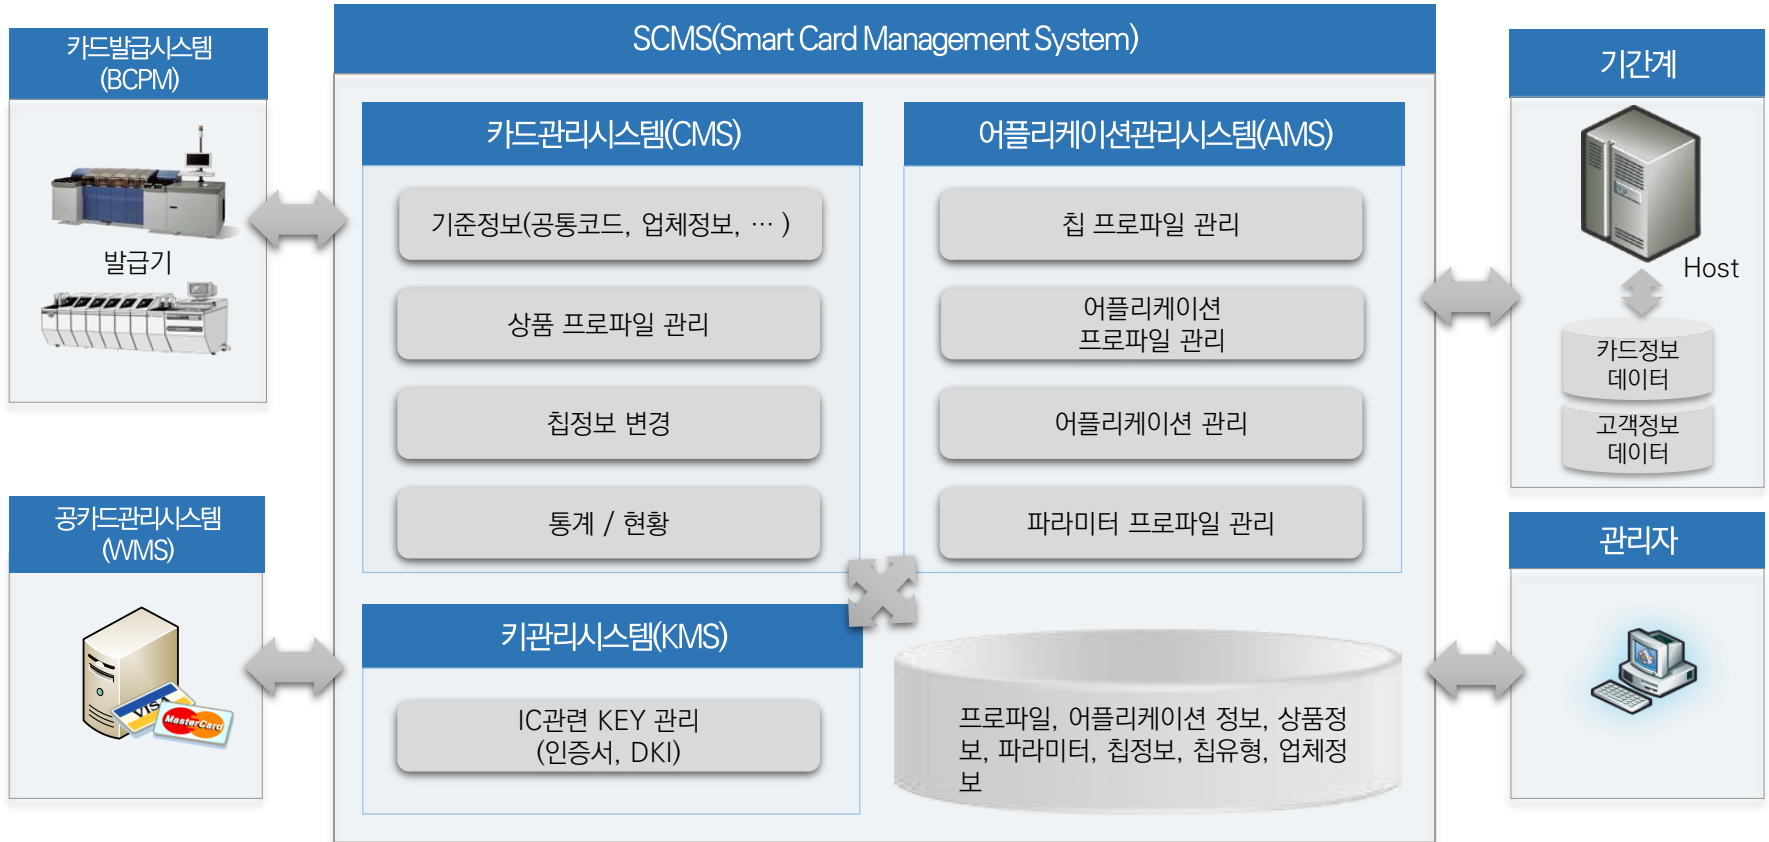 카드발급시스템
(BCPM)
발급기
공카드관리시스템
(WMS)
VISA
MasterCard
SCMS(Smart Card Management System)
카드관리시스템(CMS)
기준정보(공통코드, 업체정보, … )
상품 프로파일 관리
칩정보 변경
통계 / 현황
어플리케이션관리시스템(AMS)
칩 프로파일 관리
어플리케이션
프로파일 관리
어플리케이션 관리
파라미터 프로파일 관리
키관리시스템(KMS)
IC관련 KEY 관리
(인증서, DKI)
프로파일, 어플리케이션 정보, 상품정
보, 파라미터, 칩정보, 칩유형, 업체정
보
기간계
Host
카드정보
데이터
고객정보
데이터
관리자